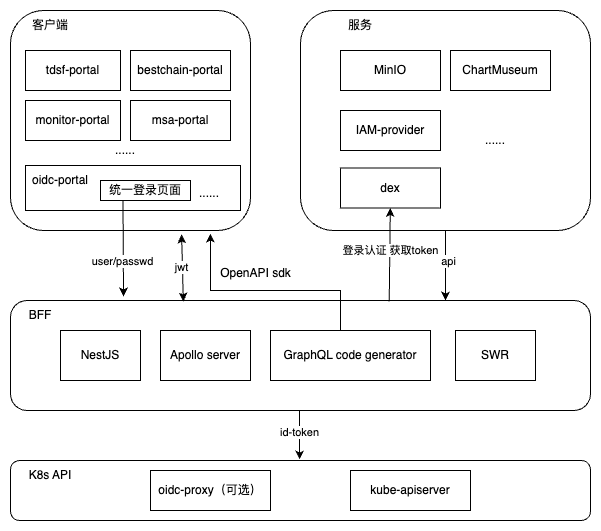 客户端
tdsf-portal
bestchain-portal
monitor-portal
msa-portal
......
oidc-portal
统一登录页面
......
服务
MinIO
ChartMuseum
IAM-provider
......
dex
user/passwd
jwt
OpenAPI sdk
登录认证 获取token
api
BFF
NestJS
Apollo server
GraphQL code generator
SWR
id-token
K8s API
oidc-proxy（可选）
kube-apiserver